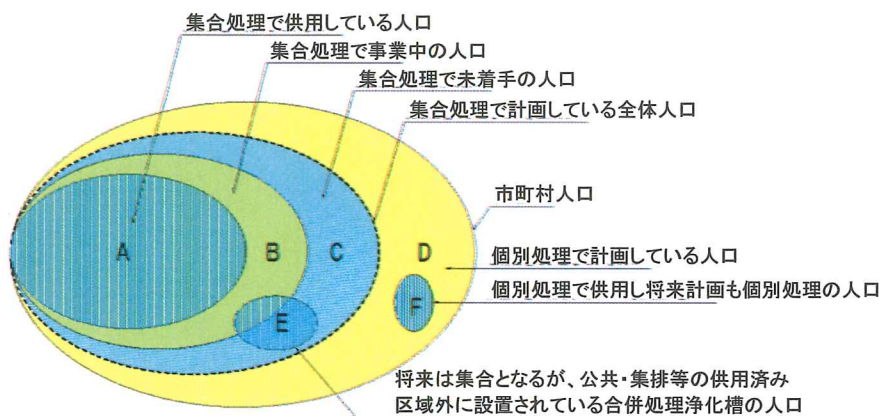 集合処理で供用している人口
集合処理で事業中の人口
集合処理で未着手の人口
集合処理で計画している全体人口
市町村人口
A
B
C
D
個別処理で計画している人口
個別処理で供用し将来計画も個別処理の人口
E
F
将来は集合となるが、公共・集排等の供用済み
区域外に設置されている合併処理浄化槽の人口